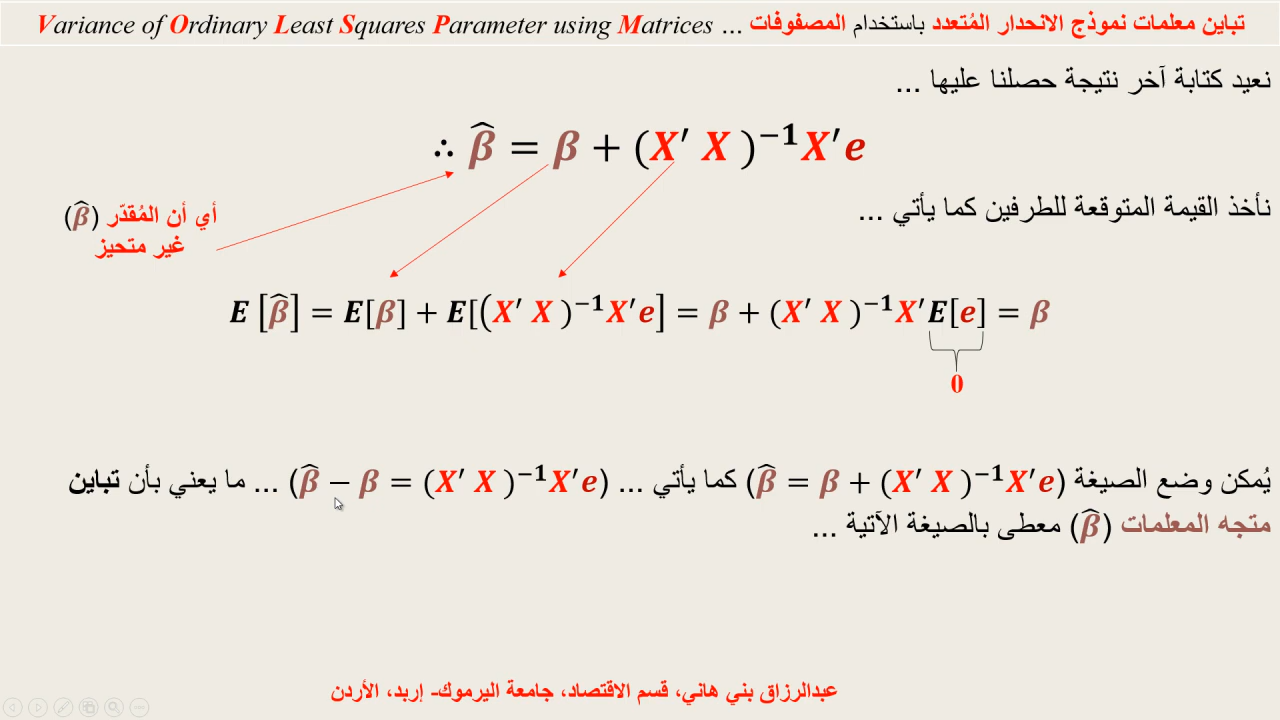 تباين معلمات نموذج الانحدار المُتعدد باستخدام المصفوفات ... Variance of Ordinary Least Squares Parameter using Matrices
نعيد كتابة آخر نتيجة حصلنا عليها ...
∴ β̂ = β + (X′ X )⁻¹X′e
نأخذ القيمة المتوقعة للطرفين كما يأتي ...
أي أن المُقدّر (β̂)
غير متحيز
E [β̂] = E[β] + E[(X′ X )⁻¹X′e] = β + (X′ X )⁻¹X′E[e] = β
0
يُمكن وضع الصيغة (β̂ = β + (X′ X )⁻¹X′e) كما يأتي ... (β̂ − β = (X′ X )⁻¹X′e) ... ما يعني بأن تباين
متجه المعلمات (β̂) معطى بالصيغة الآتية ...
عبدالرزاق بني هاني، قسم الاقتصاد، جامعة اليرموك- إربد، الأردن